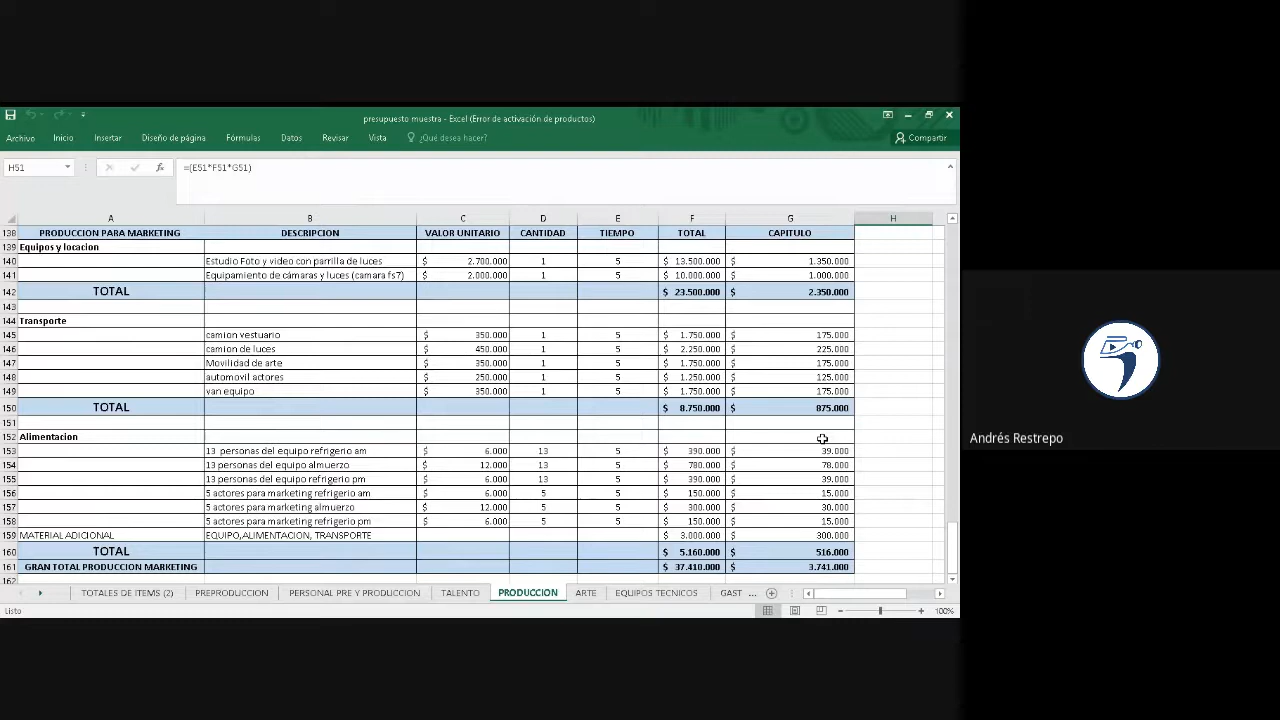 presupuesto muestra - Excel (Error de activación de productos)
Archivo Inicio Insertar Diseño de página Fórmulas Datos Revisar Vista ¿Qué desea hacer? Compartir
H51 fx =(E51*F51*G51)
A B C D E F G H
138 PRODUCCION PARA MARKETING DESCRIPCION VALOR UNITARIO CANTIDAD TIEMPO TOTAL CAPITULO
139 Equipos y locacion
140 Estudio Foto y video con parrilla de luces $ 2.700.000 1 5 $ 13.500.000 $ 1.350.000
141 Equipamiento de cámaras y luces (camara fs7) $ 2.000.000 1 5 $ 10.000.000 $ 1.000.000
142 TOTAL $ 23.500.000 $ 2.350.000
143
144 Transporte
145 camion vestuario $ 350.000 1 5 $ 1.750.000 $ 175.000
146 camion de luces $ 450.000 1 5 $ 2.250.000 $ 225.000
147 Movilidad de arte $ 350.000 1 5 $ 1.750.000 $ 175.000
148 automovil actores $ 250.000 1 5 $ 1.250.000 $ 125.000
149 van equipo $ 350.000 1 5 $ 1.750.000 $ 175.000
150 TOTAL $ 8.750.000 $ 875.000
151
152 Alimentacion
153 13 personas del equipo refrigerio am $ 6.000 13 5 $ 390.000 $ 39.000
154 13 personas del equipo almuerzo $ 12.000 13 5 $ 780.000 $ 78.000
155 13 personas del equipo refrigerio pm $ 6.000 13 5 $ 390.000 $ 39.000
156 5 actores para marketing refrigerio am $ 6.000 5 5 $ 150.000 $ 15.000
157 5 actores para marketing almuerzo $ 12.000 5 5 $ 300.000 $ 30.000
158 5 actores para marketing refrigerio pm $ 6.000 5 5 $ 150.000 $ 15.000
159 MATERIAL ADICIONAL EQUIPO,ALIMENTACION, TRANSPORTE $ 3.000.000 $ 300.000
160 TOTAL $ 5.160.000 $ 516.000
161 GRAN TOTAL PRODUCCION MARKETING $ 37.410.000 $ 3.741.000
162
TOTALES DE ITEMS (2) PREPRODUCCION PERSONAL PRE Y PRODUCCION TALENTO PRODUCCION ARTE EQUIPOS TECNICOS GAST ...
Listo 100%
Andrés Restrepo